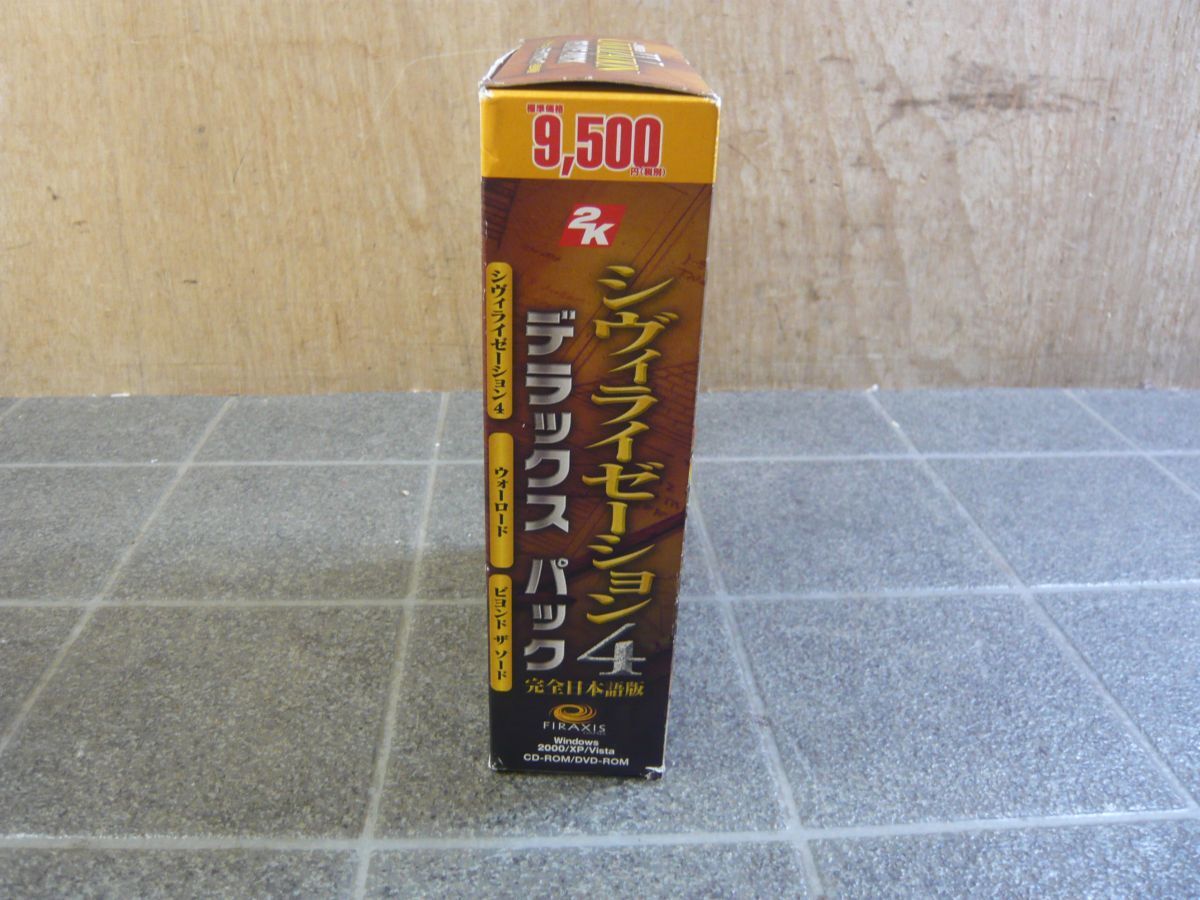 標準価格
9,500
円(税別)
2K
シヴィライゼーション4
デラックス パック
シヴィライゼーション4
ウォーロード
ビヨンド ザ ソード
完全日本語版
FIRAXIS
Windows
2000/XP/Vista
CD-ROM/DVD-ROM